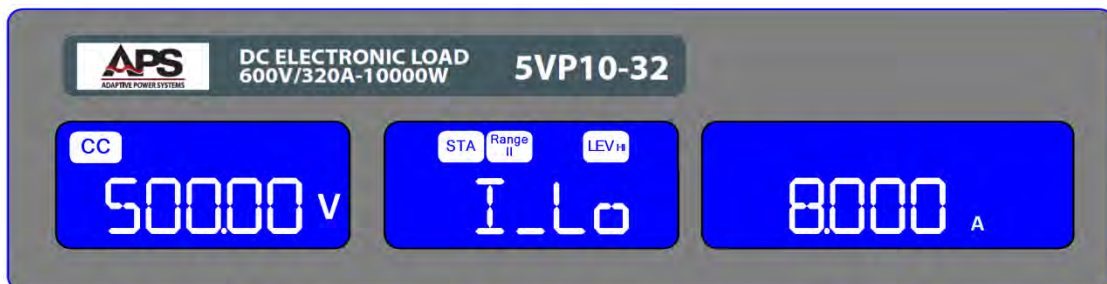 APS
ADAPTIVE POWER SYSTEMS
DC ELECTRONIC LOAD
600V/320A-10000W
5VP10-32
CC
500.00 V
STA Range II LEV HI
I_Lo
8.000 A